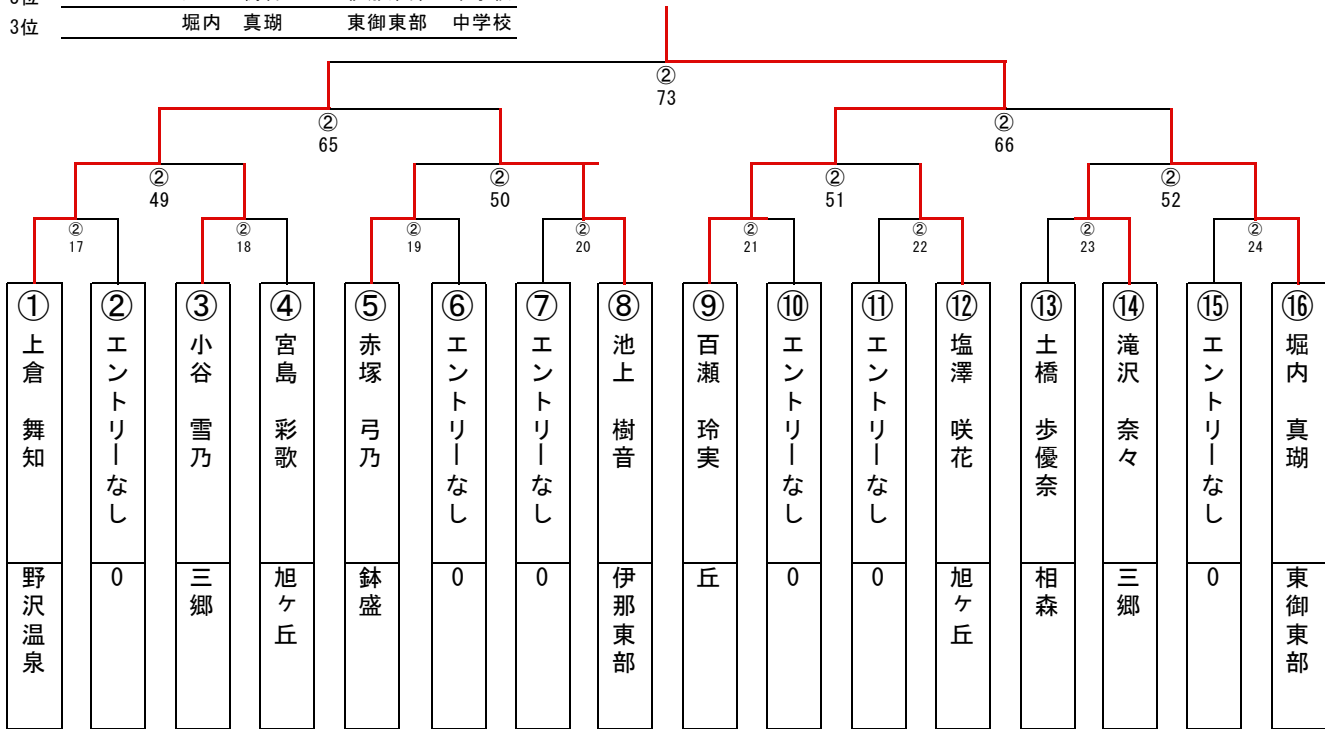 3位 堀内 真瑚 東御東部 中学校
② 73
② 65
② 66
② 49
② 50
② 51
② 52
② 17
② 18
② 19
② 20
② 21
② 22
② 23
② 24
① 上倉 舞知 野沢温泉
② エントリーなし 0
③ 小谷 雪乃 三郷
④ 宮島 彩歌 旭ケ丘
⑤ 赤塚 弓乃 鉢盛
⑥ エントリーなし 0
⑦ エントリーなし 0
⑧ 池上 樹音 伊那東部
⑨ 百瀬 玲実 丘
⑩ エントリーなし 0
⑪ エントリーなし 0
⑫ 塩澤 咲花 旭ケ丘
⑬ 土橋 歩優奈 相森
⑭ 滝沢 奈々 三郷
⑮ エントリーなし 0
⑯ 堀内 真瑚 東御東部